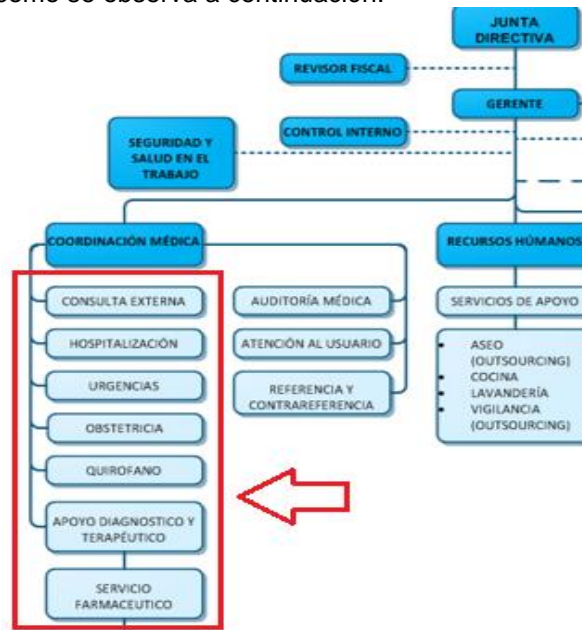 como se observa a continuación.
JUNTA
DIRECTIVA
REVISOR FISCAL
GERENTE
CONTROL INTERNO
SEGURIDAD Y
SALUD EN EL
TRABAJO
COORDINACIÓN MÉDICA
RECURSOS HÚMANOS
CONSULTA EXTERNA
HOSPITALIZACIÓN
URGENCIAS
OBSTETRICIA
QUIROFANO
APOYO DIAGNOSTICO Y
TERAPÉUTICO
SERVICIO
FARMACEUTICO
AUDITORÍA MÉDICA
ATENCIÓN AL USUARIO
REFERENCIA Y
CONTRAREFERENCIA
SERVICIOS DE APOYO
• ASEO
(OUTSOURCING)
• COCINA
• LAVANDERÍA
• VIGILANCIA
(OUTSOURCING)